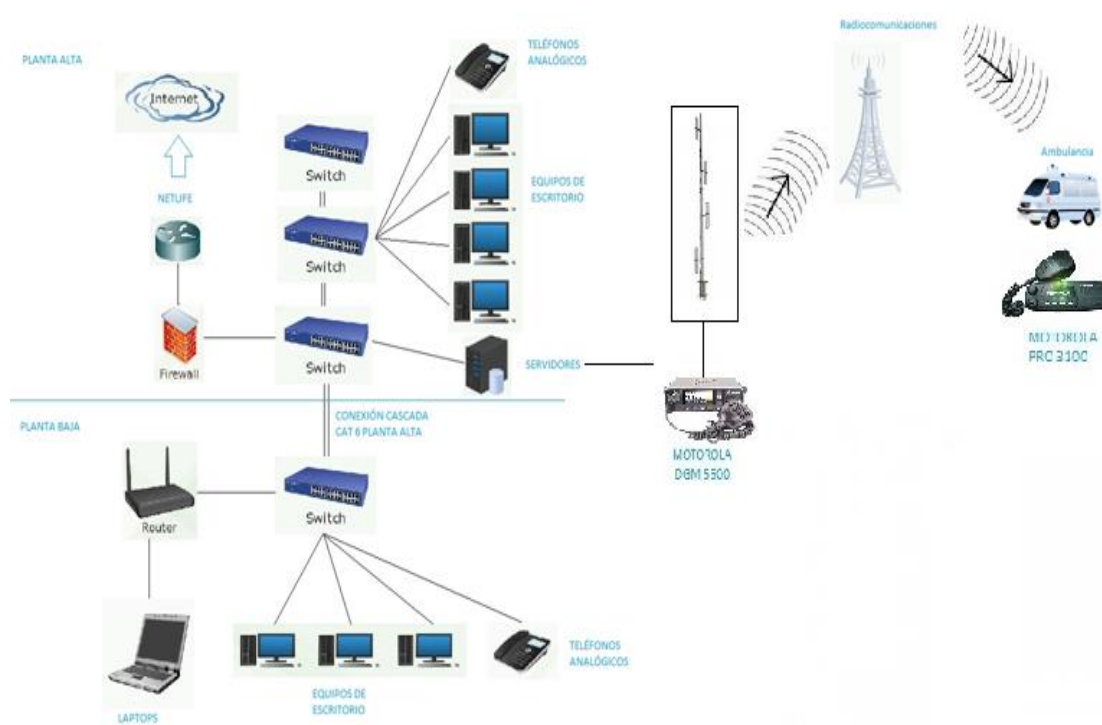 Radiocomunicaciones
PLANTA ALTA
TELÉFONOS
ANALÓGICOS
Internet
Switch
Ambulancia
NETLIFE
EQUIPOS DE
ESCRITORIO
Switch
Firewall
Switch
SERVIDORES
MOTOROLA
PRO 3100
PLANTA BAJA
CONEXIÓN CASCADA
CAT 6 PLANTA ALTA
MOTOROLA
DGM 5500
Router
Switch
TELÉFONOS
ANALÓGICOS
EQUIPOS DE
ESCRITORIO
LAPTOPS